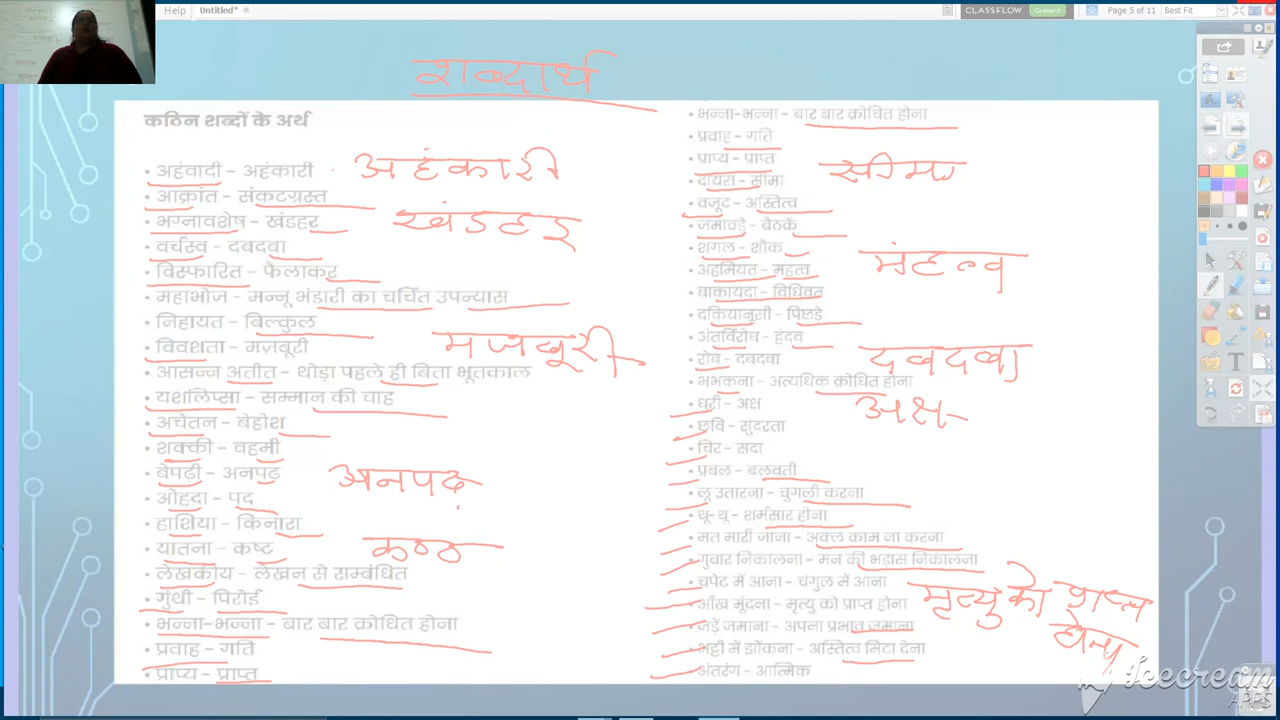 Help
Untitled*
CLASSFLOW
Connect
Page 5 of 11
Best Fit
शब्दार्थ
कठिन शब्दों के अर्थ
• अहंवादी - अहंकारी
अहंकारी
• आक्रांत - संकटग्रस्त
• भग्नावशेष - खंडहर
खंडहर
• वर्चस्व - दबदबा
• विस्फारित - फैलाकर
• महाभोज - मन्नू भंडारी का चर्चित उपन्यास
• निहायत - बिल्कुल
• विवशता - मज़बूरी
मजबूरी
• आसन्न अतीत - थोड़ा पहले ही बिता भूतकाल
• यशलिप्सा - सम्मान की चाह
• अचेतन - बेहोश
• शक्की - वहमी
• बेपढ़ी - अनपढ़
अनपढ़
• ओहदा - पद
• हाशिया - किनारा
• यातना - कष्ट
• लेखकीय - लेखन से सम्बंधित
• गुंथी - पिरोई
• भन्ना-भन्ना - बार बार क्रोधित होना
• प्रवाह - गति
• प्राप्य - प्राप्त
• भन्ना-भन्ना - बार बार क्रोधित होना
• प्रवाह - गति
• प्राप्य - प्राप्त
सीमा
• दायरा - सीमा
• वजूद - अस्तित्व
• जमावड़े - बैठकें
• शगल - शौक
• अहमियत - महत्व
• बाकायदा - विधिवत
• दकियानूसी - पिछड़े
• अंतर्विरोध - द्वंदव
• रोब - दबदबा
दबदबा
• भभकना - अत्यधिक क्रोधित होना
• धुरी - अक्ष
अक्ष
• छवि - सुंदरता
• चिर - सदा
• प्रबल - बलवती
• लू उतारना - चुगली करना
• थू-थू - शर्मसार होना
• मत मारी जाना - अक्ल काम ना करना
• गुबार निकालना - मन की भड़ास निकालना
• चपेट में आना - चंगुल में आना
• आँख मूंदना - मृत्यु को प्राप्त होना
मृत्यु को प्राप्त
होना
• जड़ें जमाना - अपना प्रभाव जमाना
• भट्टी में झोंकना - अस्तित्व मिटा देना
• अंतरंग - आत्मिक
Icecream
APPS